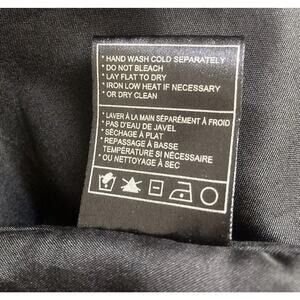 * HAND WASH COLD SEPARATELY
* DO NOT BLEACH
* LAY FLAT TO DRY
* IRON LOW HEAT IF NECESSARY
* OR DRY CLEAN
* LAVER À LA MAIN SÉPARÉMENT À FROID
* PAS D'EAU DE JAVEL
* SÉCHAGE À PLAT
* REPASSAGE À BASSE
TEMPÉRATURE SI NÉCESSAIRE
* OU NETTOYAGE À SEC